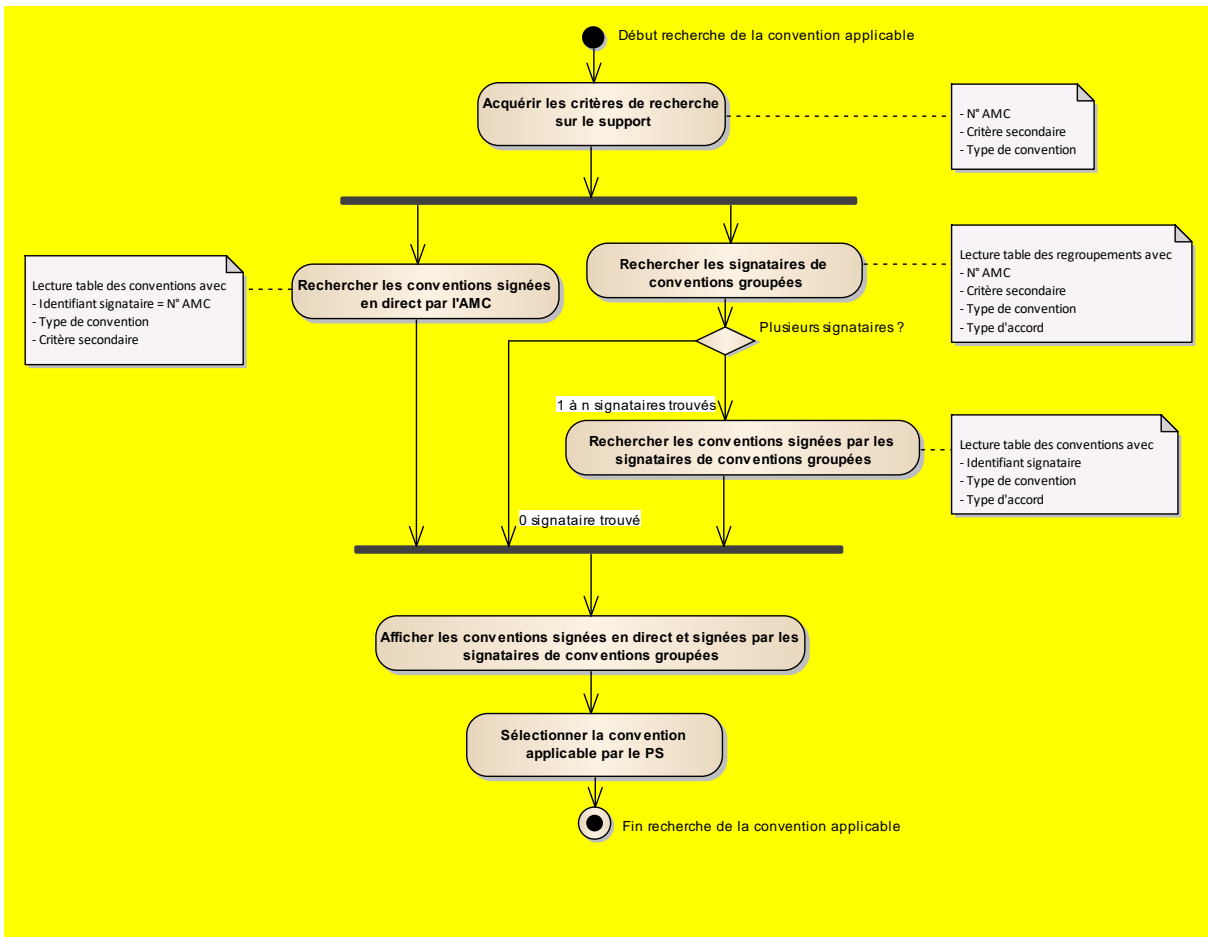 Début recherche de la convention applicable
Acquérir les critères de recherche
sur le support
- N° AMC
- Critère secondaire
- Type de convention
Lecture table des conventions avec
- Identifiant signataire = N° AMC
- Type de convention
- Critère secondaire
Rechercher les conventions signées
en direct par l'AMC
Rechercher les signataires de
conventions groupées
Lecture table des regroupements avec
- N° AMC
- Critère secondaire
- Type de convention
- Type d'accord
Plusieurs signataires ?
1 à n signataires trouvés
Rechercher les conventions signées par les
signataires de conventions groupées
Lecture table des conventions avec
- Identifiant signataire
- Type de convention
- Type d'accord
0 signataire trouvé
Afficher les conventions signées en direct et signées par les
signataires de conventions groupées
Sélectionner la convention
applicable par le PS
Fin recherche de la convention applicable